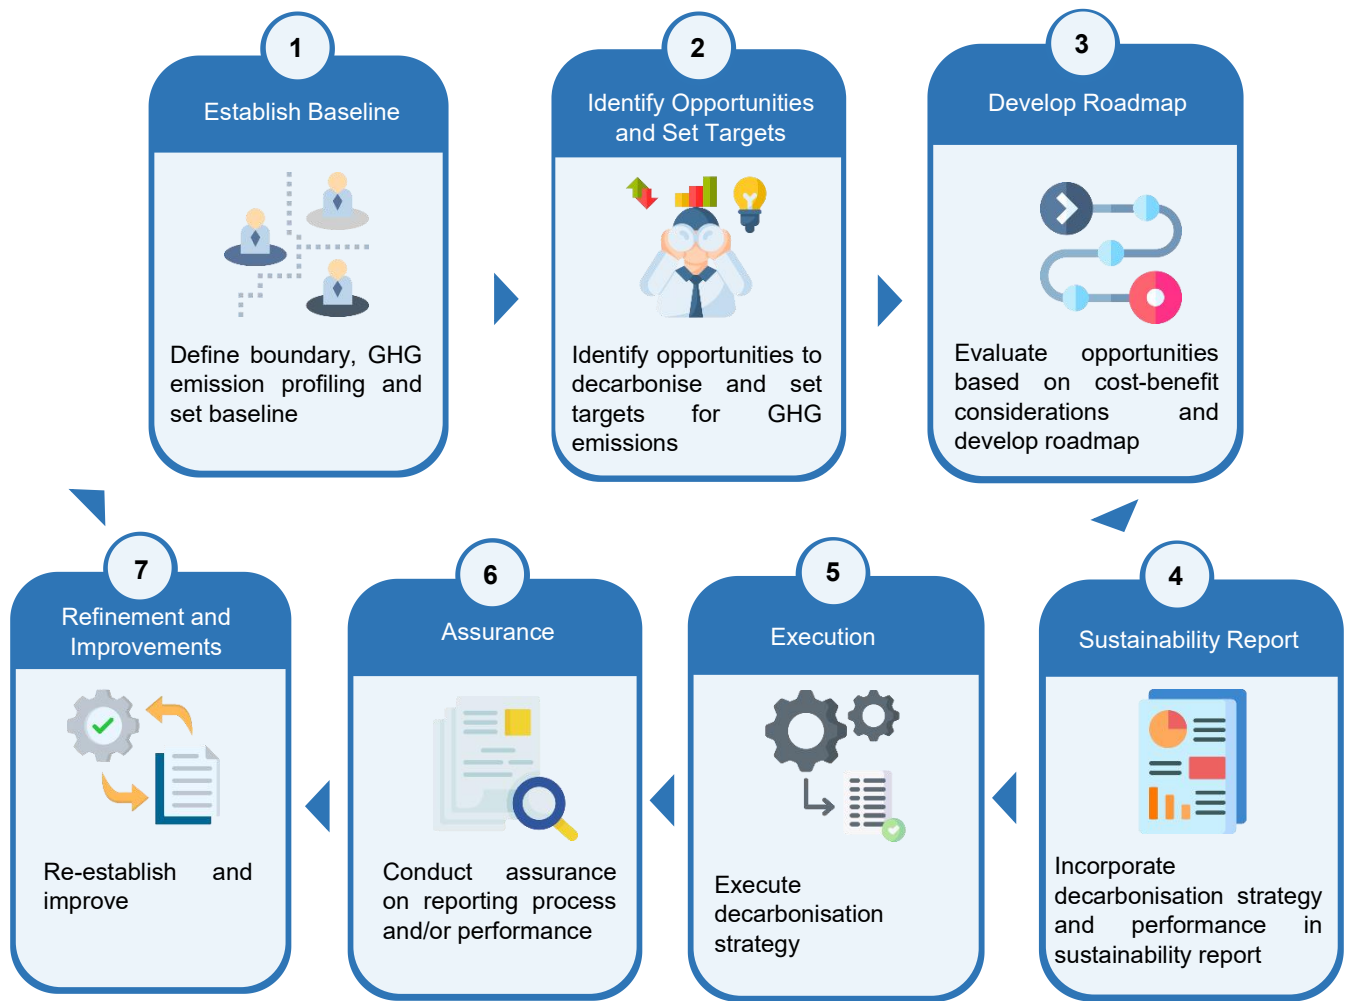 1
Establish Baseline
Define boundary, GHG
emission profiling and
set baseline
2
Identify Opportunities
and Set Targets
Identify opportunities to
decarbonise and set
targets for GHG
emissions
3
Develop Roadmap
Evaluate opportunities
based on cost-benefit
considerations and
develop roadmap
7
Refinement and
Improvements
Re-establish and
improve
6
Assurance
Conduct assurance
on reporting process
and/or performance
5
Execution
Execute
decarbonisation
strategy
4
Sustainability Report
Incorporate
decarbonisation strategy
and performance in
sustainability report